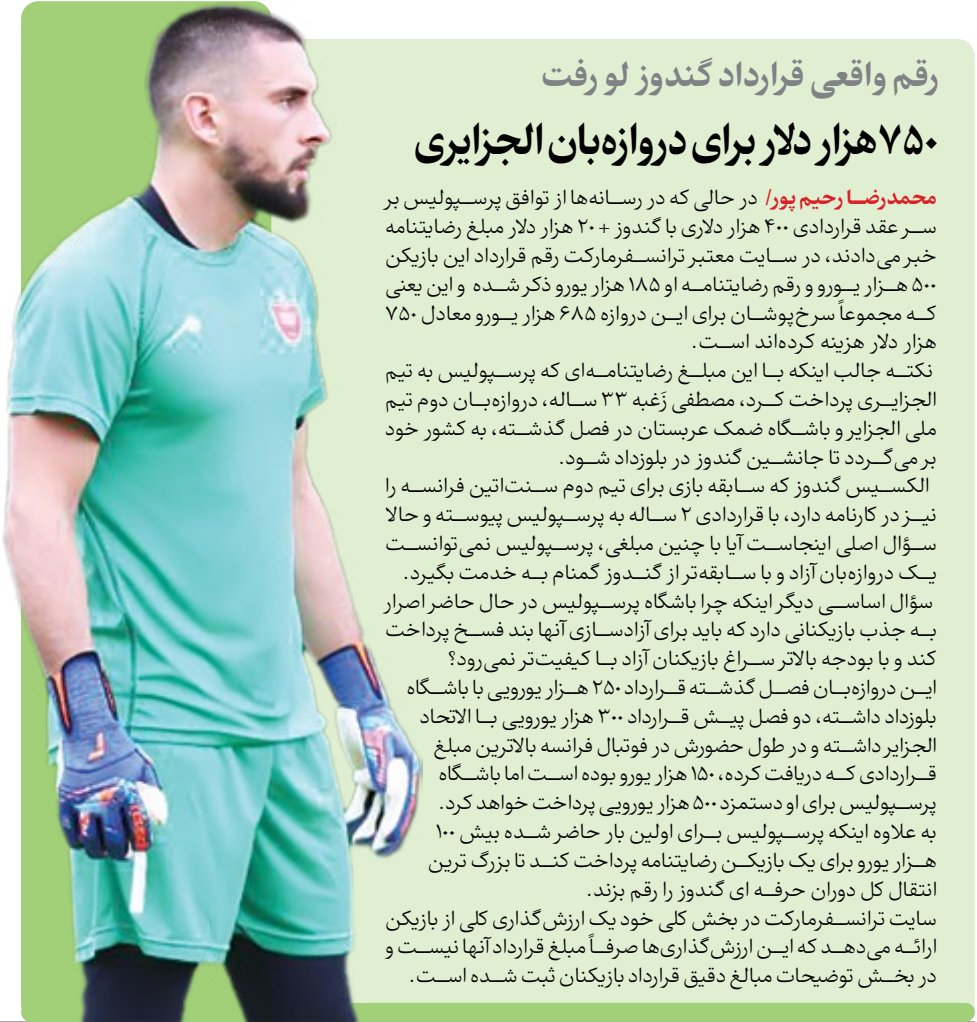 رقم واقعی قرارداد گندوز لو رفت
۷۵۰هزار دلار برای دروازه‌بان الجزایری
محمدرضا رحیم پور/ در حالی که در رسانه‌ها از توافق پرسپولیس بر
سر عقد قراردادی ۴۰۰ هزار دلاری با گندوز + ۲۰ هزار دلار مبلغ رضایتنامه
خبر می‌دادند، در سایت معتبر ترانسفرمارکت رقم قرارداد این بازیکن
۵۰۰ هزار یورو و رقم رضایتنامه او ۱۸۵ هزار یورو ذکر شده و این یعنی
که مجموعاً سرخ‌پوشان برای این دروازه ۶۸۵ هزار یورو معادل ۷۵۰
هزار دلار هزینه کرده‌اند است.
نکته جالب اینکه با این مبلغ رضایتنامه‌ای که پرسپولیس به تیم
الجزایری پرداخت کرد، مصطفی زَغبه ۳۳ ساله، دروازه‌بان دوم تیم
ملی الجزایر و باشگاه ضمک عربستان در فصل گذشته، به کشور خود
بر می‌گردد تا جانشین گندوز در بلوزداد شود.
الکسیس گندوز که سابقه بازی برای تیم دوم سنت‌اتین فرانسه را
نیز در کارنامه دارد، با قراردادی ۲ ساله به پرسپولیس پیوسته و حالا
سؤال اصلی اینجاست آیا با چنین مبلغی، پرسپولیس نمی‌توانست
یک دروازه‌بان آزاد و با سابقه‌تر از گندوز گمنام به خدمت بگیرد.
سؤال اساسی دیگر اینکه چرا باشگاه پرسپولیس در حال حاضر اصرار
به جذب بازیکنانی دارد که باید برای آزادسازی آنها بند فسخ پرداخت
کند و با بودجه بالاتر سراغ بازیکنان آزاد با کیفیت‌تر نمی‌رود؟
این دروازه‌بان فصل گذشته قرارداد ۲۵۰ هزار یورویی با باشگاه
بلوزداد داشته، دو فصل پیش قرارداد ۳۰۰ هزار یورویی با الاتحاد
الجزایر داشته و در طول حضورش در فوتبال فرانسه بالاترین مبلغ
قراردادی که دریافت کرده، ۱۵۰ هزار یورو بوده است اما باشگاه
پرسپولیس برای او دستمزد ۵۰۰ هزار یورویی پرداخت خواهد کرد.
به علاوه اینکه پرسپولیس برای اولین بار حاضر شده بیش ۱۰۰
هزار یورو برای یک بازیکن رضایتنامه پرداخت کند تا بزرگ ترین
انتقال کل دوران حرفه ای گندوز را رقم بزند.
سایت ترانسفرمارکت در بخش کلی خود یک ارزش‌گذاری کلی از بازیکن
ارائه می‌دهد که این ارزش‌گذاری‌ها صرفاً مبلغ قرارداد آنها نیست و
در بخش توضیحات مبالغ دقیق قرارداد بازیکنان ثبت شده است.